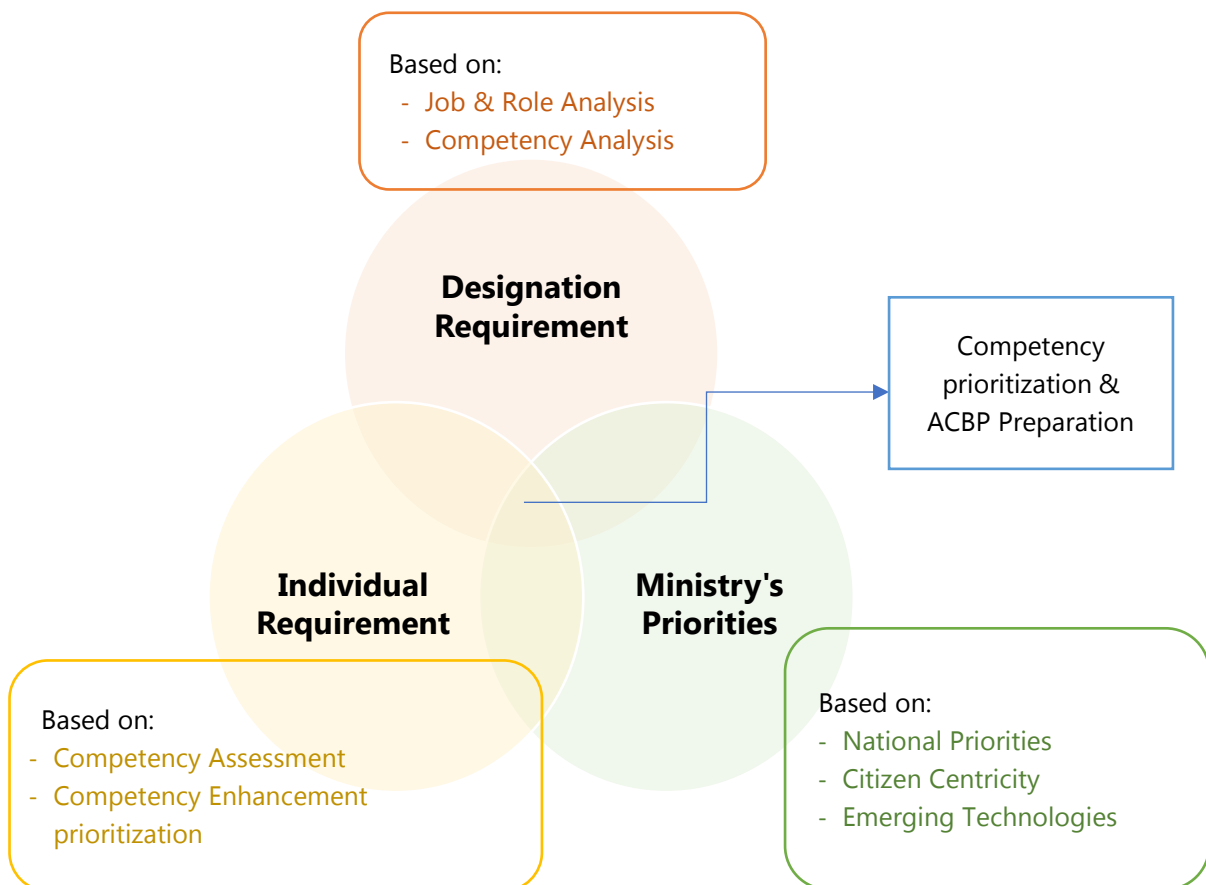 Based on:
- Job & Role Analysis
- Competency Analysis
Designation
Requirement
Competency
prioritization &
ACBP Preparation
Individual
Requirement
Ministry's
Priorities
Based on:
- Competency Assessment
- Competency Enhancement
prioritization
Based on:
- National Priorities
- Citizen Centricity
- Emerging Technologies